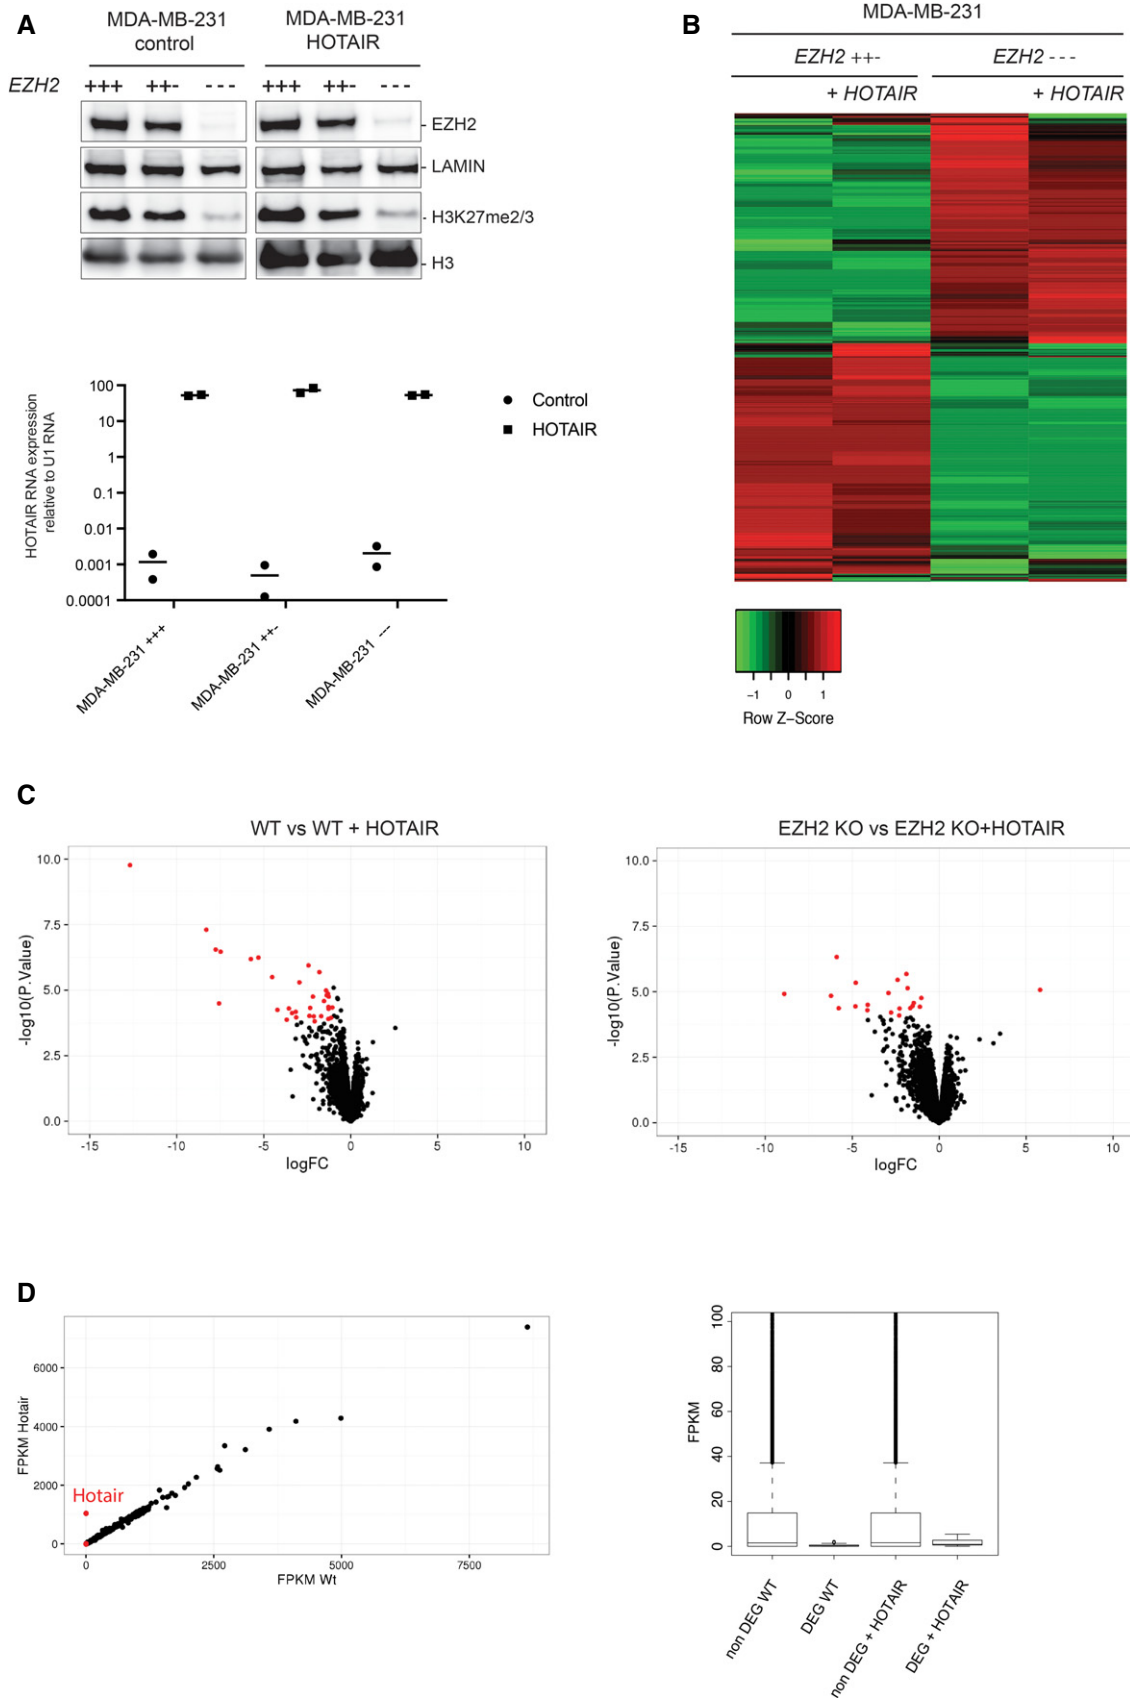 A
MDA-MB-231
control
MDA-MB-231
HOTAIR
EZH2
+++ ++- ---
+++ ++- ---
EZH2
LAMIN
H3K27me2/3
H3
HOTAIR RNA expression
relative to U1 RNA
100
10
1
0.1
0.01
0.001
0.0001
Control
HOTAIR
MDA-MB-231 +++
MDA-MB-231 ++-
MDA-MB-231 ---
B
MDA-MB-231
EZH2 ++-
EZH2 - - -
+ HOTAIR
+ HOTAIR
−1 0 1
Row Z−Score
C
WT vs WT + HOTAIR
-log10(P.Value)
10.0
7.5
5.0
2.5
0.0
-15 -10 -5 0 5 10
logFC
EZH2 KO vs EZH2 KO+HOTAIR
-log10(P.Value)
10.0
7.5
5.0
2.5
0.0
-15 -10 -5 0 5 10
logFC
D
FPKM Hotair
6000
4000
2000
0
Hotair
0 2500 5000 7500
FPKM Wt
FPKM
100
80
60
40
20
0
non DEG WT
DEG WT
non DEG + HOTAIR
DEG + HOTAIR